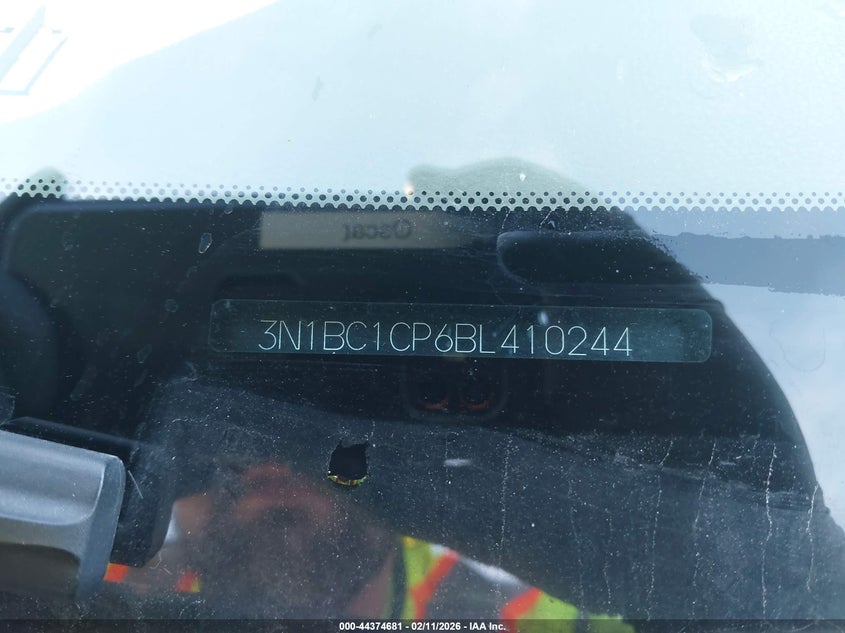 Oscar
3N1BC1CP6BL410244
000-44374681 - 02/11/2026 - IAA Inc.